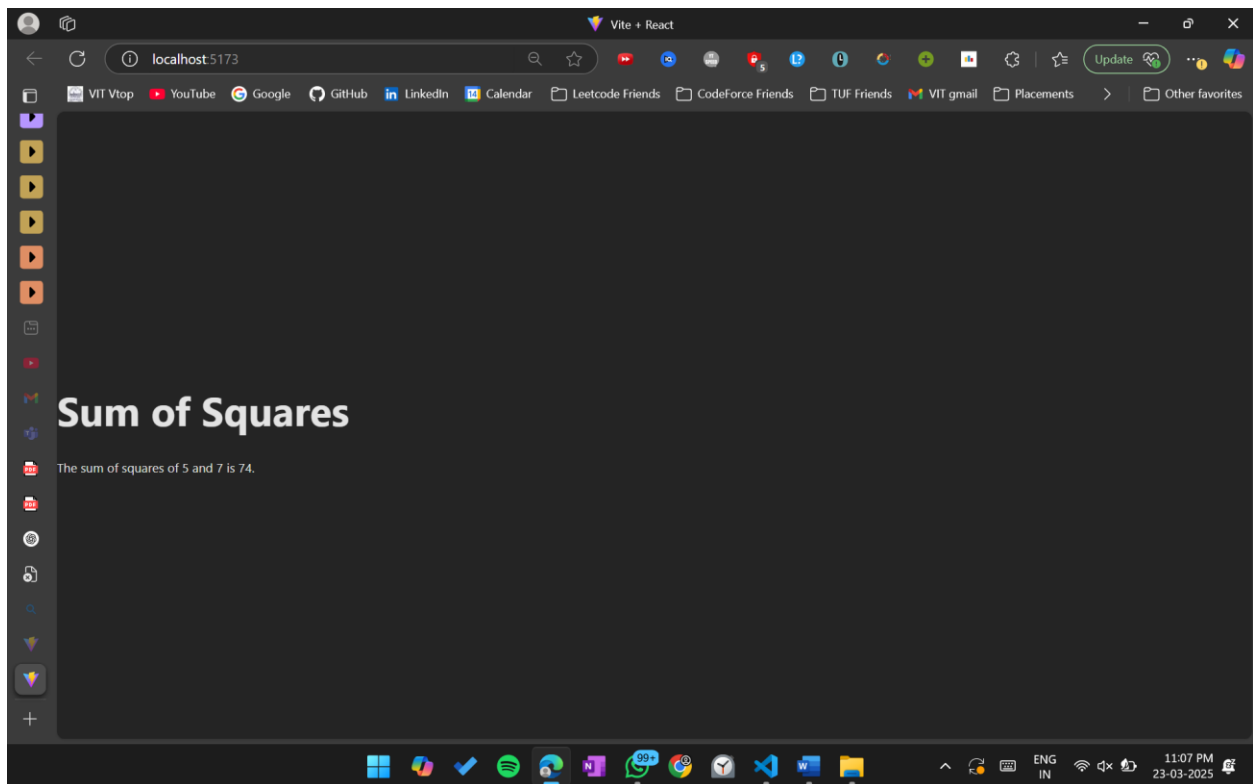 Vite + React
localhost:5173
5
Update
VIT Vtop YouTube Google GitHub LinkedIn Calendar Leetcode Friends CodeForce Friends TUF Friends VIT gmail Placements Other favorites
Sum of Squares
The sum of squares of 5 and 7 is 74.
99+
ENG
IN
11:07 PM
23-03-2025